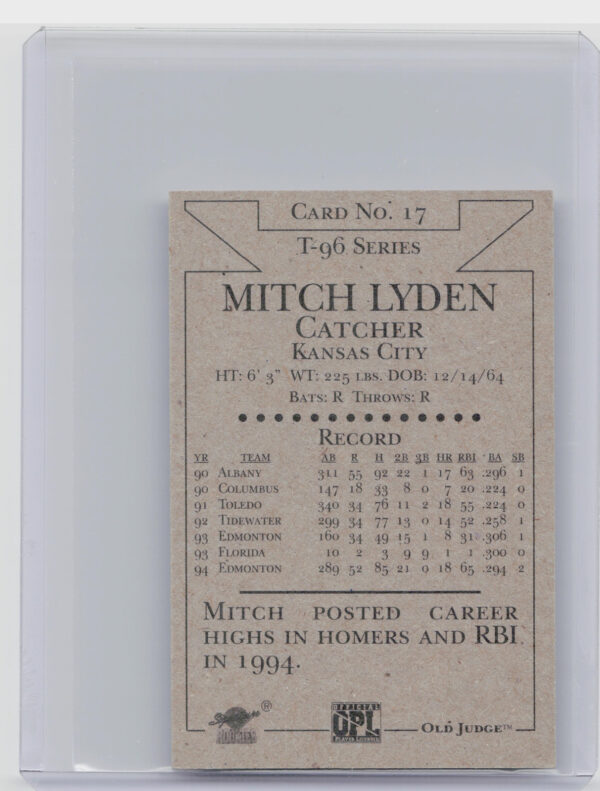 Card No. 17
T-96 Series
MITCH LYDEN
Catcher
Kansas City
HT: 6' 3" WT: 225 lbs. DOB: 12/14/64
Bats: R Throws: R
Record
YR TEAM AB R H 2B 3B HR RBI BA SB
90 Albany 311 55 92 22 1 17 63 .296 1
90 Columbus 147 18 33 8 0 7 20 .224 0
91 Toledo 340 34 76 11 2 18 55 .224 0
92 Tidewater 299 34 77 13 0 14 52 .258 1
93 Edmonton 160 34 49 15 1 8 31 .306 1
93 Florida 10 2 3 9 9 1 1 .300 0
94 Edmonton 289 52 85 21 0 18 65 .294 2
Mitch posted career
highs in homers and RBI
in 1994.
® OFFICIAL
OPL Old Judge™